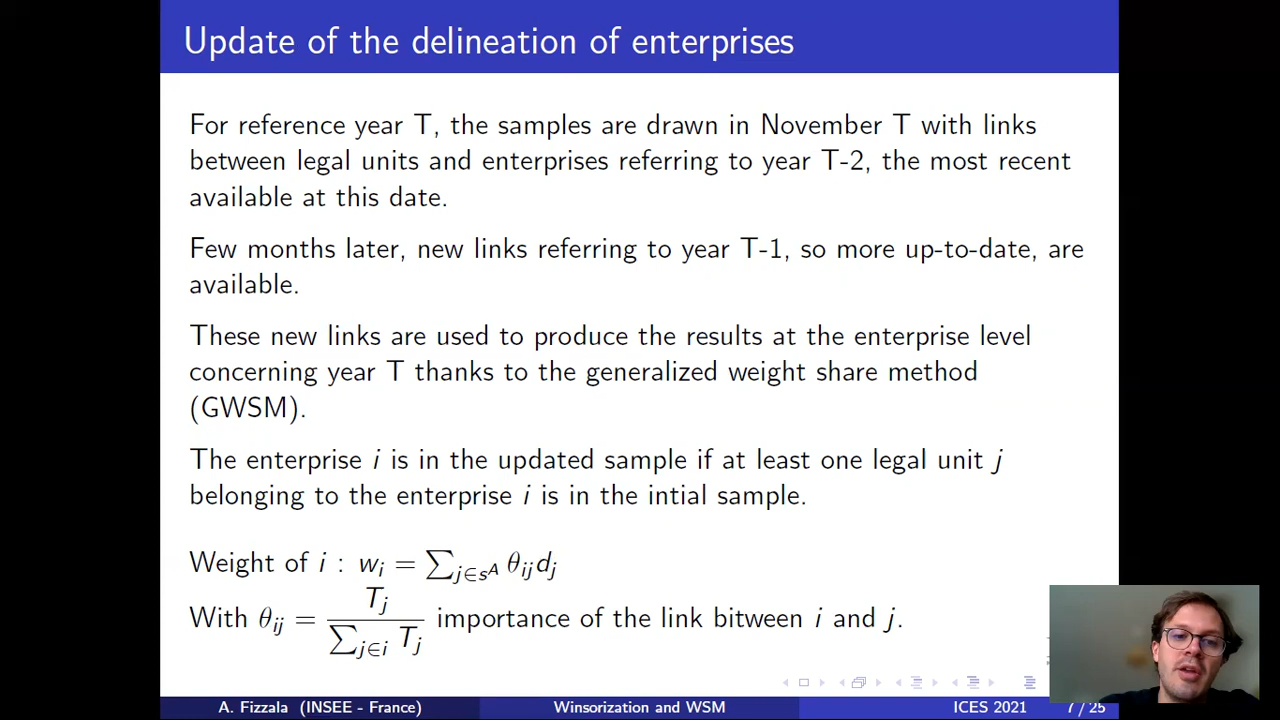 Update of the delineation of enterprises
For reference year T, the samples are drawn in November T with links
between legal units and enterprises referring to year T-2, the most recent
available at this date.
Few months later, new links referring to year T-1, so more up-to-date, are
available.
These new links are used to produce the results at the enterprise level
concerning year T thanks to the generalized weight share method
(GWSM).
The enterprise i is in the updated sample if at least one legal unit j
belonging to the enterprise i is in the intial sample.
Weight of i : w_i = ∑_{j∈s^A} θ_{ij} d_j
With θ_{ij} = T_j / ∑_{j∈i} T_j importance of the link bitween i and j.
A. Fizzala (INSEE - France) Winsorization and WSM ICES 2021 7 / 25